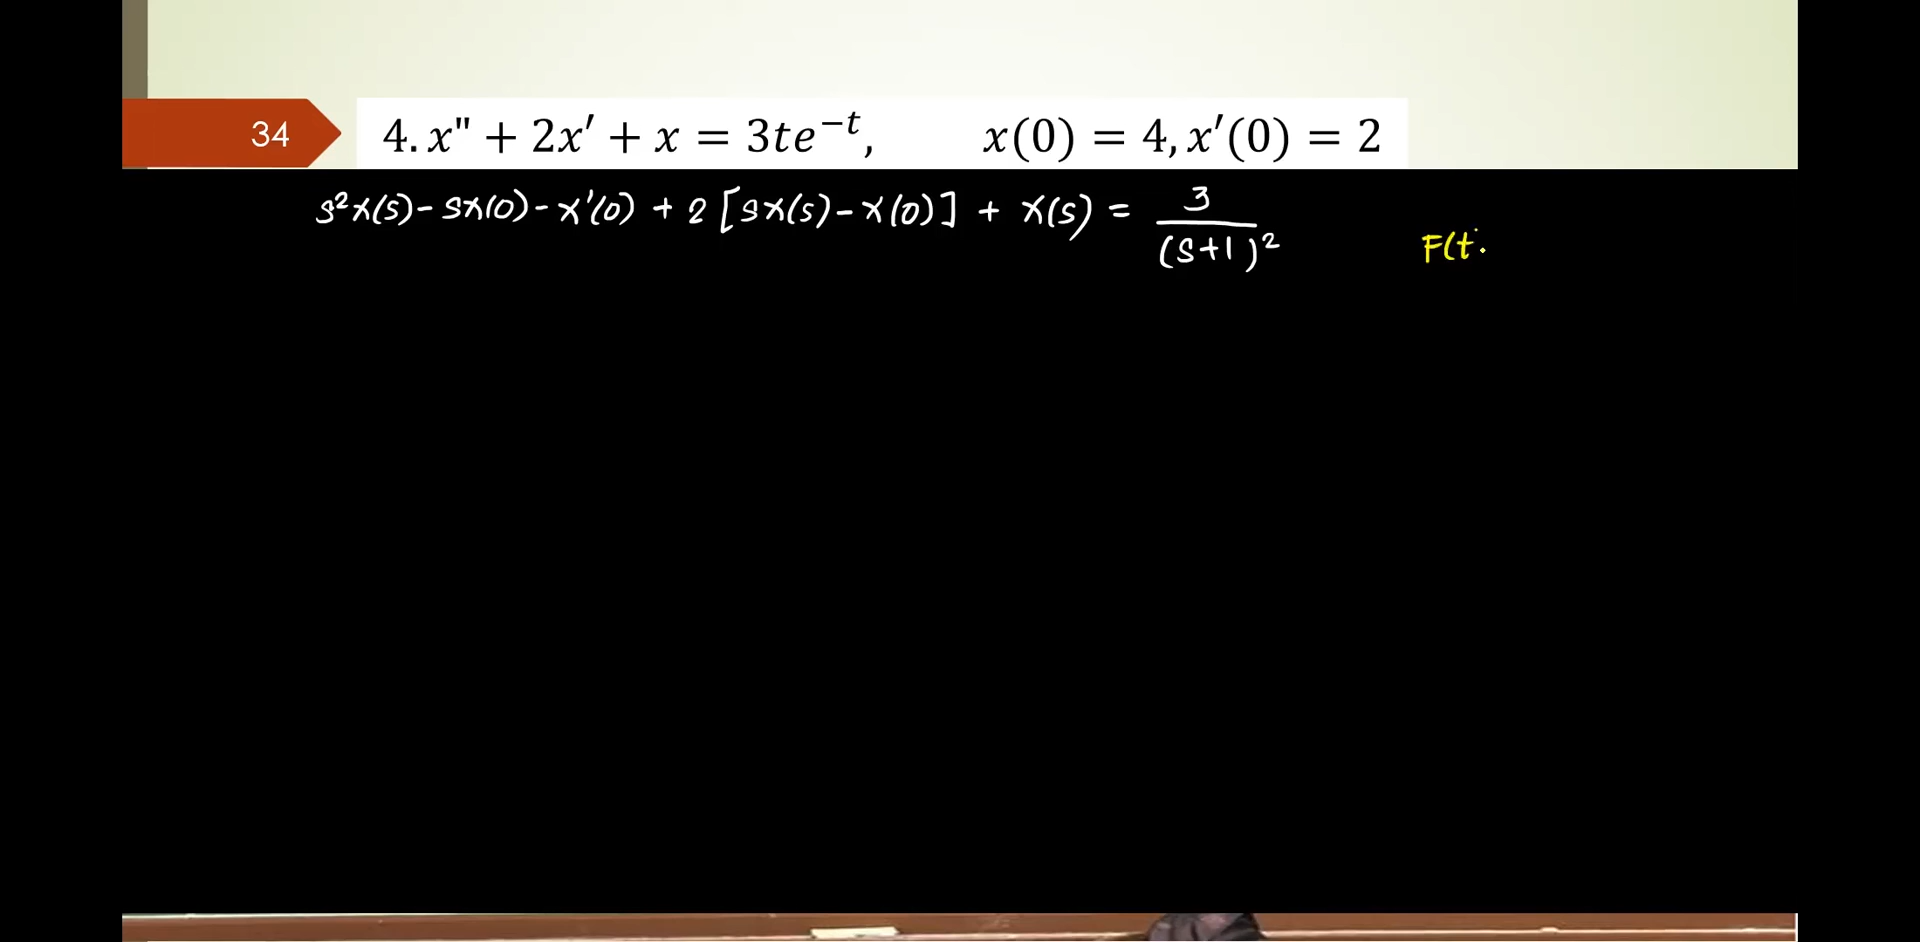 34
4. x" + 2x′ + x = 3te⁻ᵗ, x(0) = 4, x′(0) = 2
s²X(s) - sx(0) - x'(0) + 2 [sX(s) - x(0)] + X(s) = 3 / (s+1)²
F(t